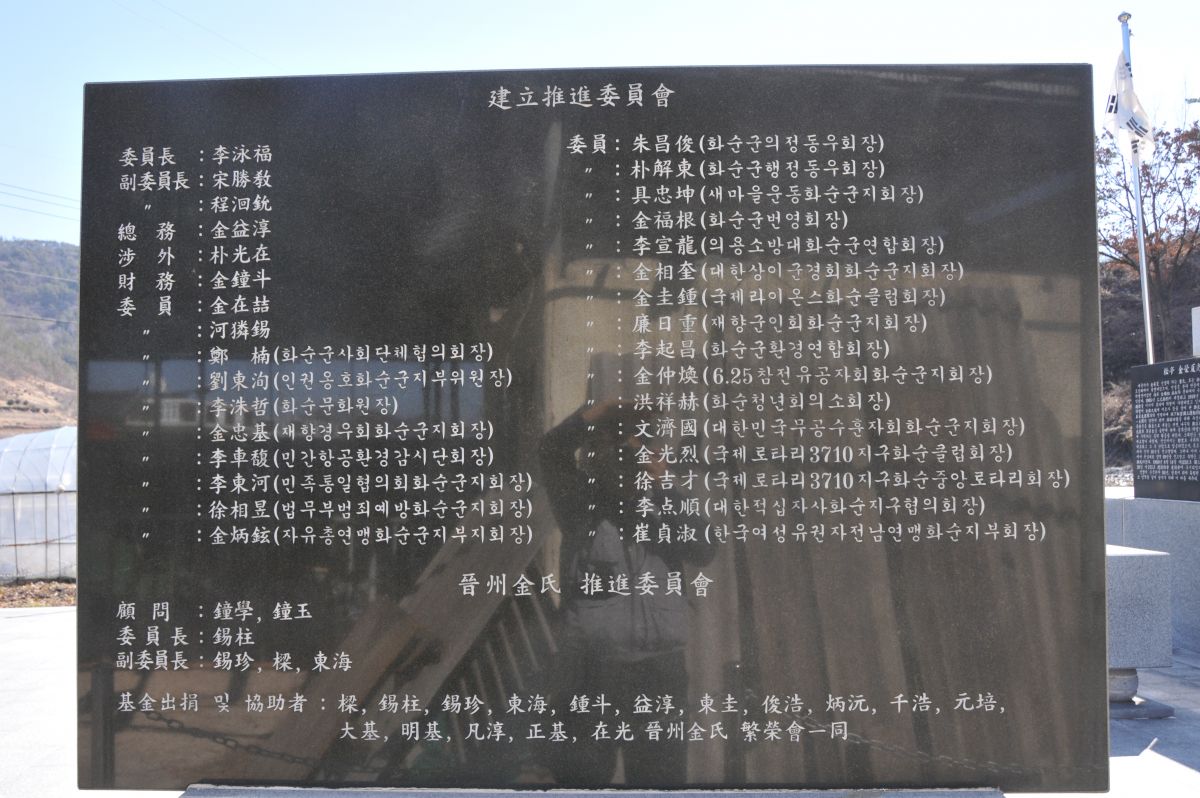 建立推進委員會
委員長 : 李泳福
副委員長 : 宋勝教
〃 : 程洄銃
總 務 : 金益淳
涉 外 : 朴光在
財 務 : 金鐘斗
委 員 : 金在喆
〃 : 河獜錫
〃 : 鄭 楠(화순군사회단체협의회장)
〃 : 劉東洵(인권옹호화순군지부위원장)
〃 : 李洙哲(화순문화원장)
〃 : 金忠基(재향경우회화순군지회장)
〃 : 李車馥(민간항공환경감시단회장)
〃 : 李東河(민족통일협의회화순군지회장)
〃 : 徐相昱(법무부범죄예방화순군지회장)
〃 : 金炳鉉(자유총연맹화순군지부지회장)
委員 : 朱昌俊(화순군의정동우회장)
〃 : 朴解東(화순군행정동우회장)
〃 : 具忠坤(새마을운동화순군지회장)
〃 : 金福根(화순군번영회장)
〃 : 李宣龍(의용소방대화순군연합회장)
〃 : 金相奎(대한상이군경회화순군지회장)
〃 : 金圭鍾(국제라이온스화순클럽회장)
〃 : 廉日重(재향군인회화순군지회장)
〃 : 李起昌(화순군환경연합회장)
〃 : 金仲煥(6.25참전유공자회화순군지회장)
〃 : 洪祥赫(화순청년회의소회장)
〃 : 文濟國(대한민국무공수훈자회화순군지회장)
〃 : 金光烈(국제로타리3710지구화순클럽회장)
〃 : 徐吉才(국제로타리3710지구화순중앙로타리회장)
〃 : 李点順(대한적십자사화순지구협의회장)
〃 : 崔貞淑(한국여성유권자전남연맹화순지부회장)
晉州金氏 推進委員會
顧 問 : 鐘學, 鐘玉
委員長 : 錫柱
副委員長 : 錫珍, 樑, 東海
基金出捐 및 協助者 : 樑, 錫柱, 錫珍, 東海, 鍾斗, 益淳, 東圭, 俊浩, 炳沅, 千浩, 元培,
大基, 明基, 凡淳, 正基, 在光 晉州金氏 繁榮會一同